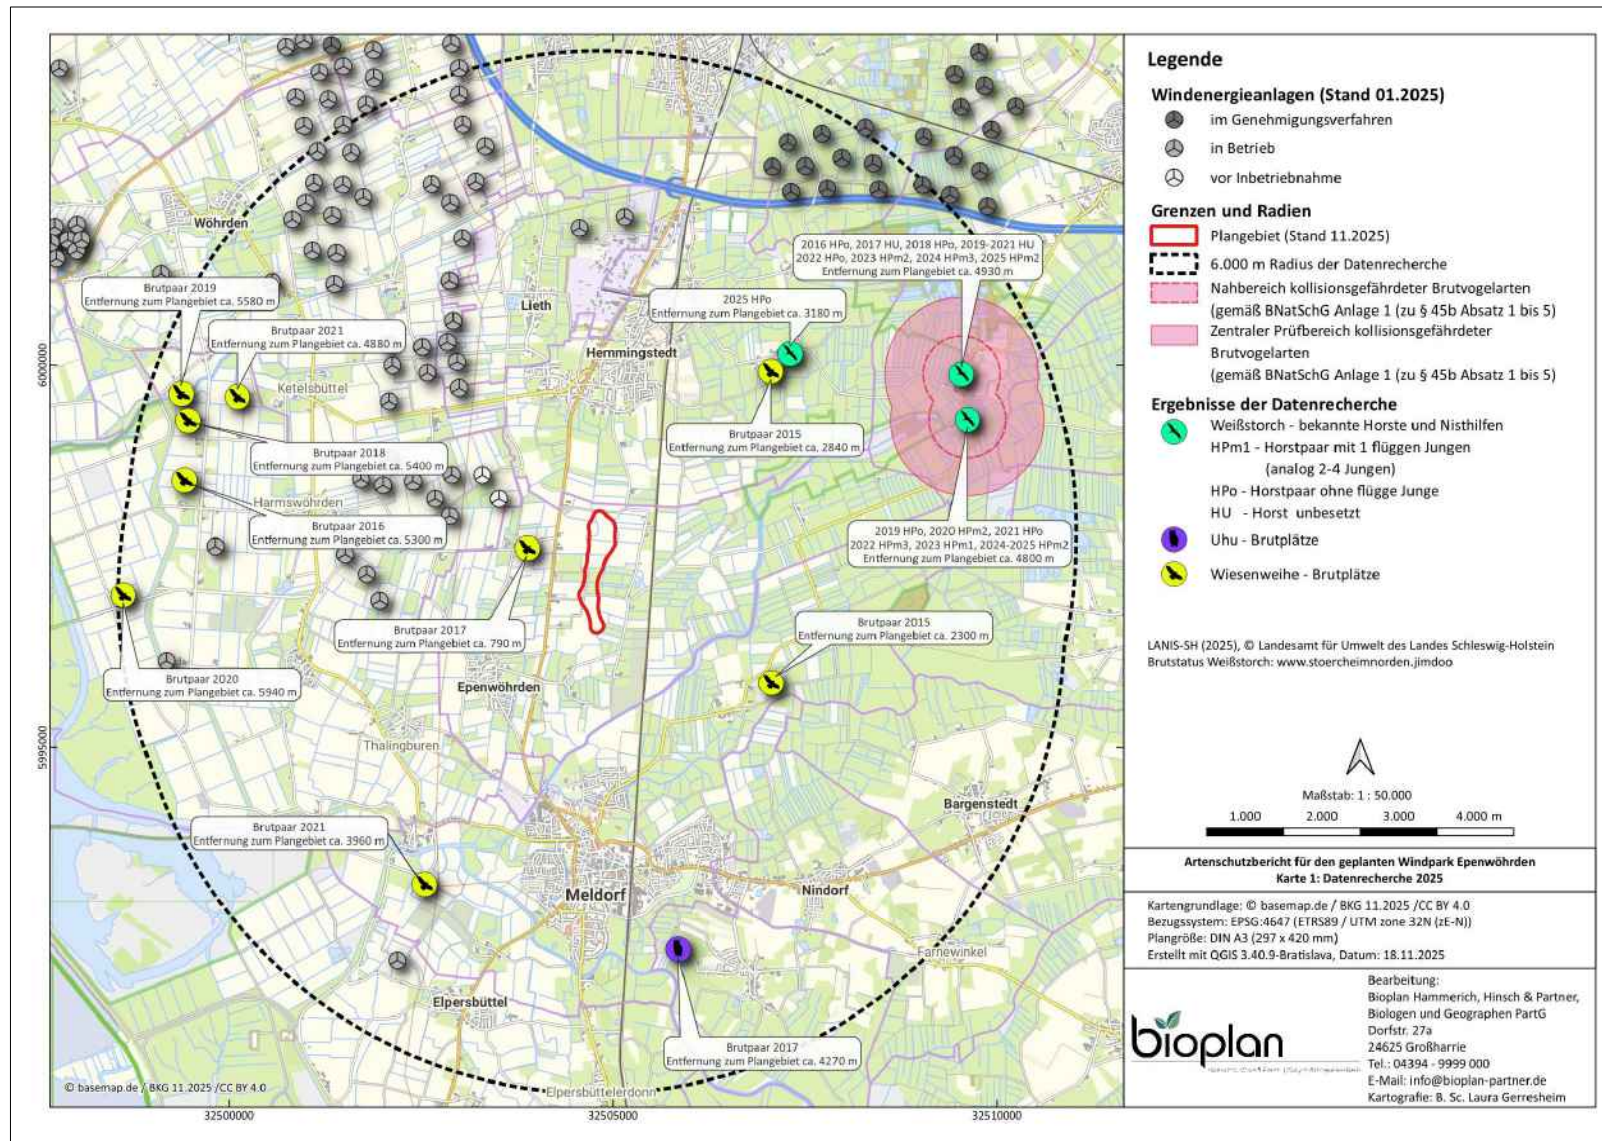 Wöhrden
Brutpaar 2019
Entfernung zum Plangebiet ca. 5580 m
Brutpaar 2021
Entfernung zum Plangebiet ca. 4880 m
Lieth
2016 HPo, 2017 HU, 2018 HPo, 2019-2021 HU
2022 HPo, 2023 HPm2, 2024 HPm3, 2025 HPm2
Entfernung zum Plangebiet ca. 4930 m
2025 HPo
Entfernung zum Plangebiet ca. 3180 m
Hemmingstedt
Ketelsbüttel
6000000
Brutpaar 2018
Entfernung zum Plangebiet ca. 5400 m
Brutpaar 2015
Entfernung zum Plangebiet ca. 2840 m
Harmswöhrden
Brutpaar 2016
Entfernung zum Plangebiet ca. 5300 m
2019 HPo, 2020 HPm2, 2021 HPo
2022 HPm3, 2023 HPm1, 2024-2025 HPm2
Entfernung zum Plangebiet ca. 4800 m
Brutpaar 2017
Entfernung zum Plangebiet ca. 790 m
Brutpaar 2015
Entfernung zum Plangebiet ca. 2300 m
Brutpaar 2020
Entfernung zum Plangebiet ca. 5940 m
Epenwöhrden
Thalingburen
5995000
Bargenstedt
Brutpaar 2021
Entfernung zum Plangebiet ca. 3960 m
Meldorf
Nindorf
Farnewinkel
Elpersbüttel
Brutpaar 2017
Entfernung zum Plangebiet ca. 4270 m
Elpersbüttelerdonn
© basemap.de / BKG 11.2025 /CC BY 4.0
32500000
32505000
32510000
Legende
Windenergieanlagen (Stand 01.2025)
im Genehmigungsverfahren
in Betrieb
vor Inbetriebnahme
Grenzen und Radien
Plangebiet (Stand 11.2025)
6.000 m Radius der Datenrecherche
Nahbereich kollisionsgefährdeter Brutvogelarten
(gemäß BNatSchG Anlage 1 (zu § 45b Absatz 1 bis 5)
Zentraler Prüfbereich kollisionsgefährdeter
Brutvogelarten
(gemäß BNatSchG Anlage 1 (zu § 45b Absatz 1 bis 5)
Ergebnisse der Datenrecherche
Weißstorch - bekannte Horste und Nisthilfen
HPm1 - Horstpaar mit 1 flüggen Jungen
(analog 2-4 Jungen)
HPo - Horstpaar ohne flügge Junge
HU - Horst unbesetzt
Uhu - Brutplätze
Wiesenweihe - Brutplätze
LANIS-SH (2025), © Landesamt für Umwelt des Landes Schleswig-Holstein
Brutstatus Weißstorch: www.stoercheimnorden.jimdoo
Maßstab: 1 : 50.000
1.000 2.000 3.000 4.000 m
Artenschutzbericht für den geplanten Windpark Epenwöhrden
Karte 1: Datenrecherche 2025
Kartengrundlage: © basemap.de / BKG 11.2025 /CC BY 4.0
Bezugssystem: EPSG:4647 (ETRS89 / UTM zone 32N (zE-N))
Plangröße: DIN A3 (297 x 420 mm)
Erstellt mit QGIS 3.40.9-Bratislava, Datum: 18.11.2025
bioplan
Bearbeitung:
Bioplan Hammerich, Hinsch & Partner,
Biologen und Geographen PartG
Dorfstr. 27a
24625 Großharrie
Tel.: 04394 - 9999 000
E-Mail: info@bioplan-partner.de
Kartografie: B. Sc. Laura Gerresheim